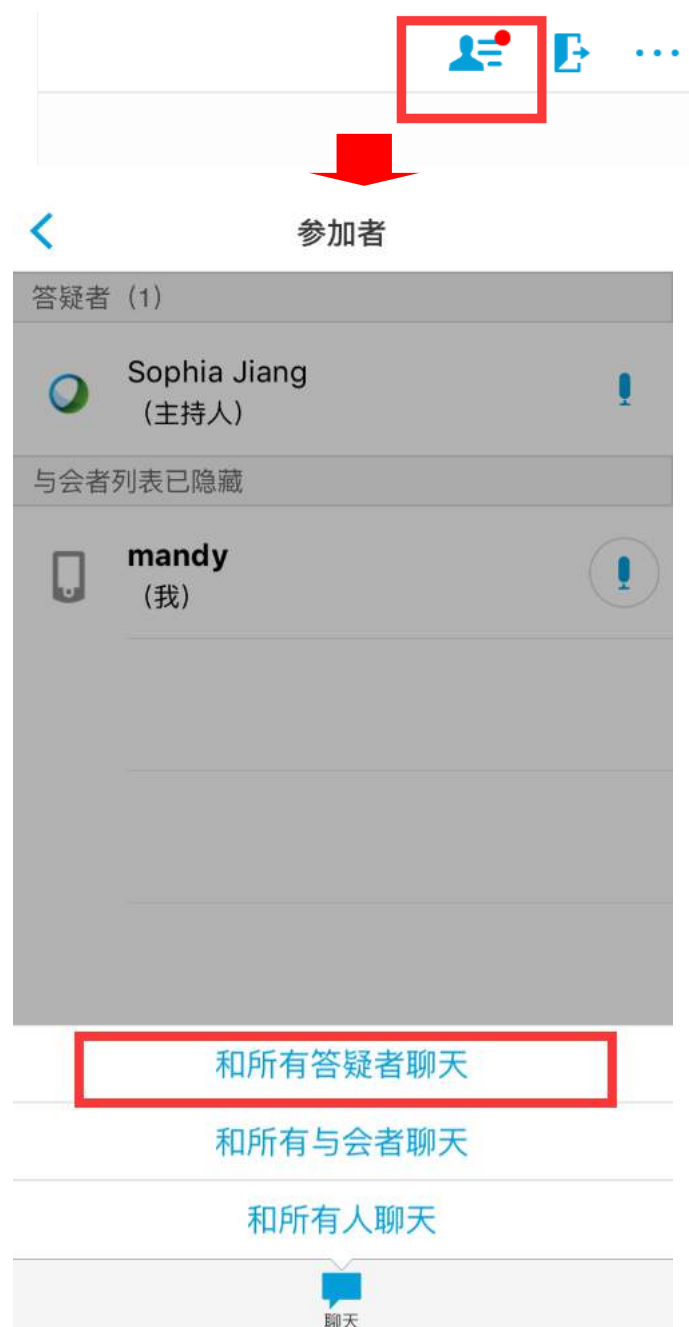 参加者
答疑者（1）
Sophia Jiang
（主持人）
与会者列表已隐藏
mandy
（我）
和所有答疑者聊天
和所有与会者聊天
和所有人聊天
聊天